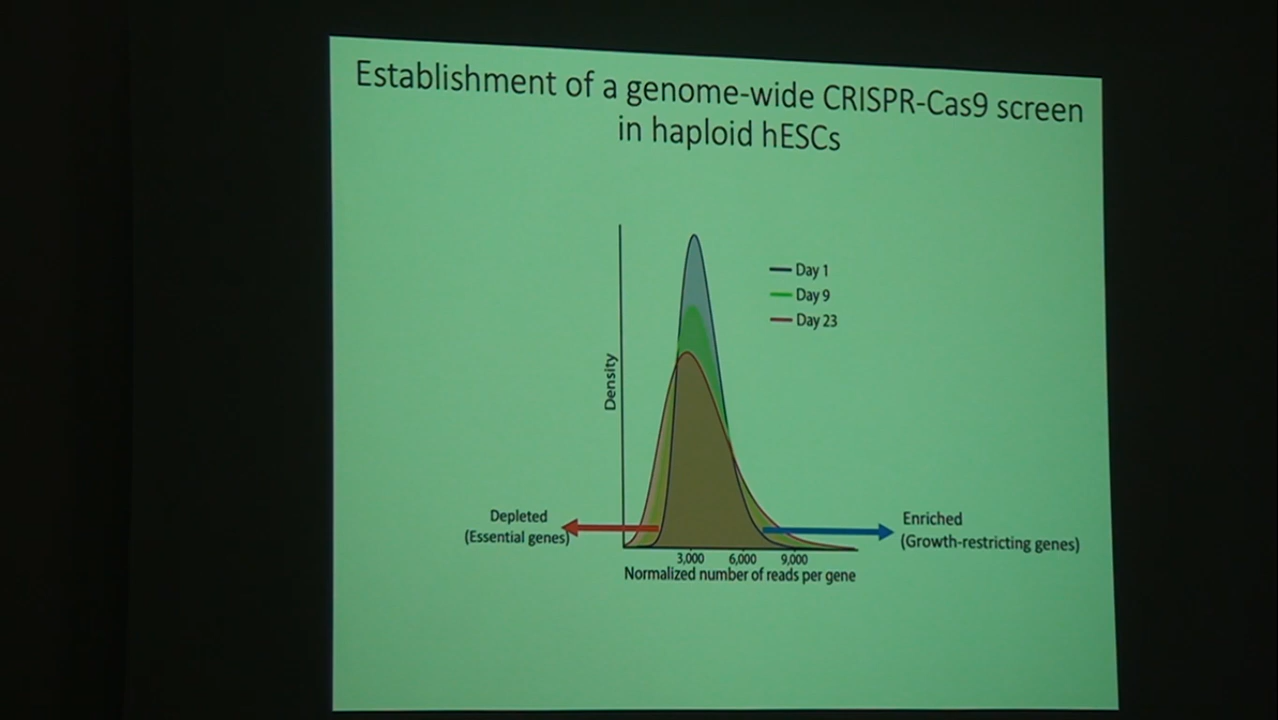 Establishment of a genome-wide CRISPR-Cas9 screen
in haploid hESCs
Day 1
Day 9
Day 23
Density
Depleted
(Essential genes)
Enriched
(Growth-restricting genes)
3,000 6,000 9,000
Normalized number of reads per gene